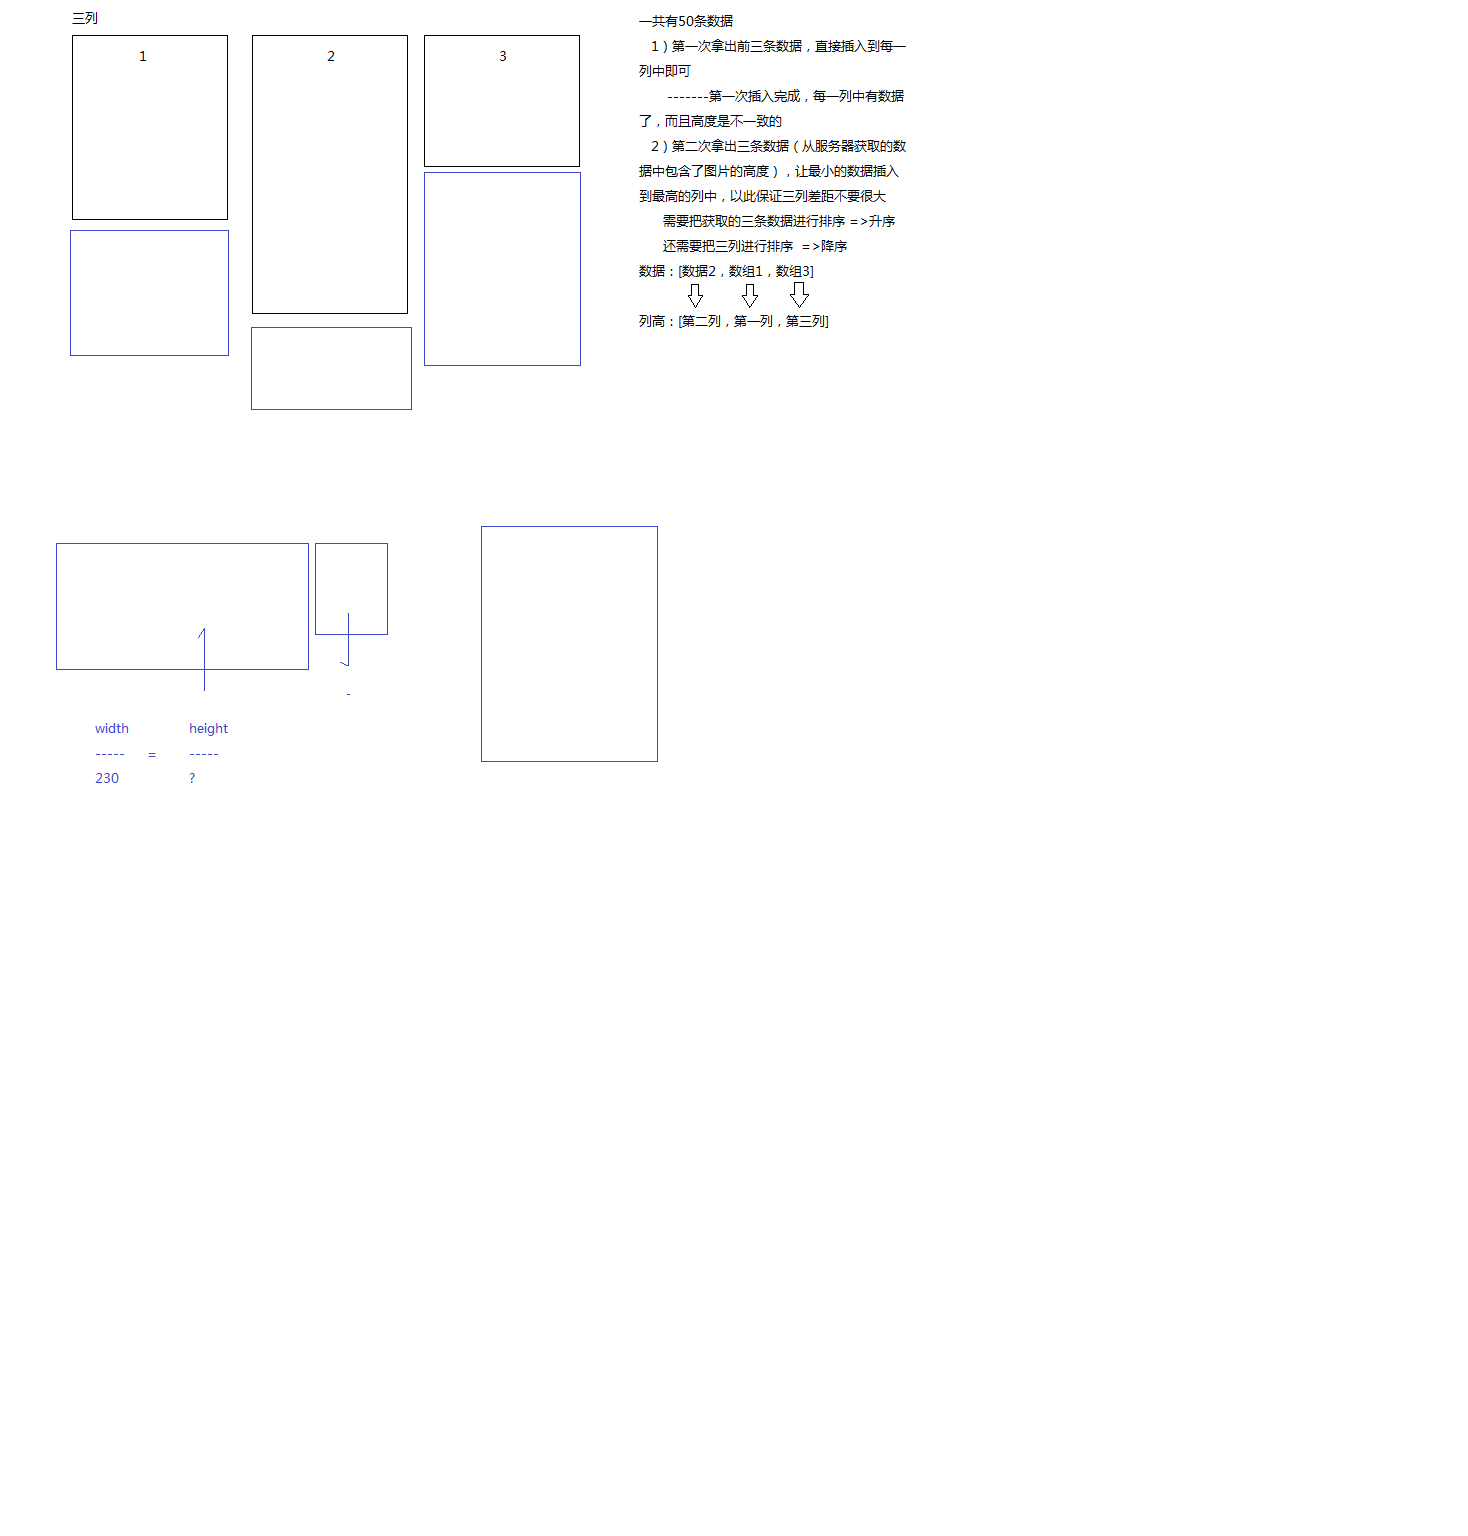 三列
1
2
3
一共有50条数据
1）第一次拿出前三条数据，直接插入到每一
列中即可
-------第一次插入完成，每一列中有数据
了，而且高度是不一致的
2）第二次拿出三条数据（从服务器获取的数
据中包含了图片的高度），让最小的数据插入
到最高的列中，以此保证三列差距不要很大
需要把获取的三条数据进行排序 =>升序
还需要把三列进行排序  =>降序
数据：[数据2，数组1，数组3]
列高：[第二列，第一列，第三列]
width height
----- = -----
230 ?